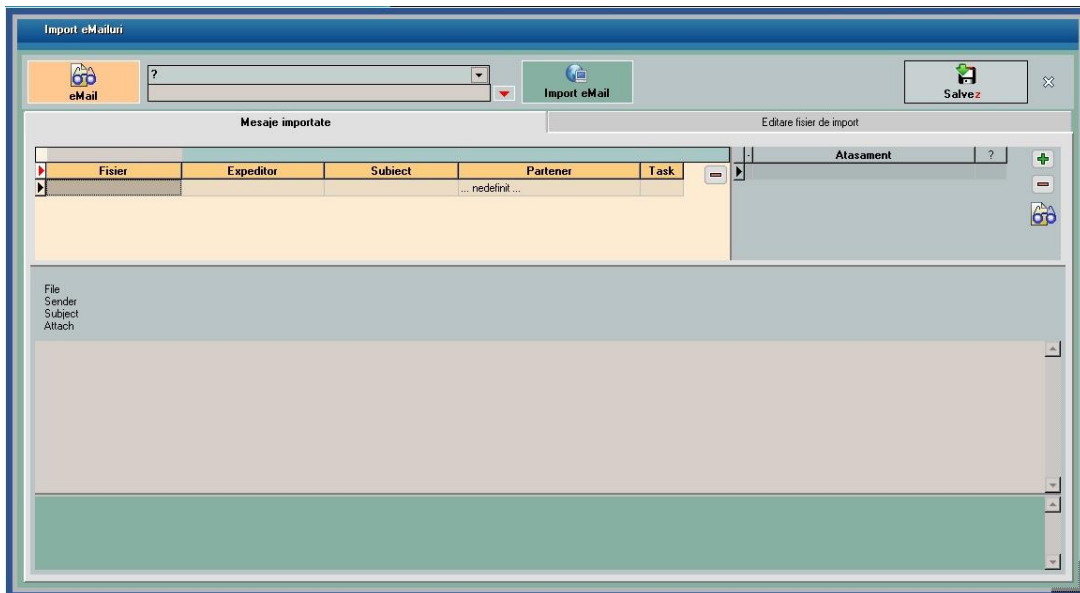 Import eMailuri
?
eMail
Import eMail
Salvez
Mesaje importate
Editare fisier de import
Fisier Expeditor Subiect Partener Task
- Atasament ?
... nedefinit ...
File
Sender
Subject
Attach